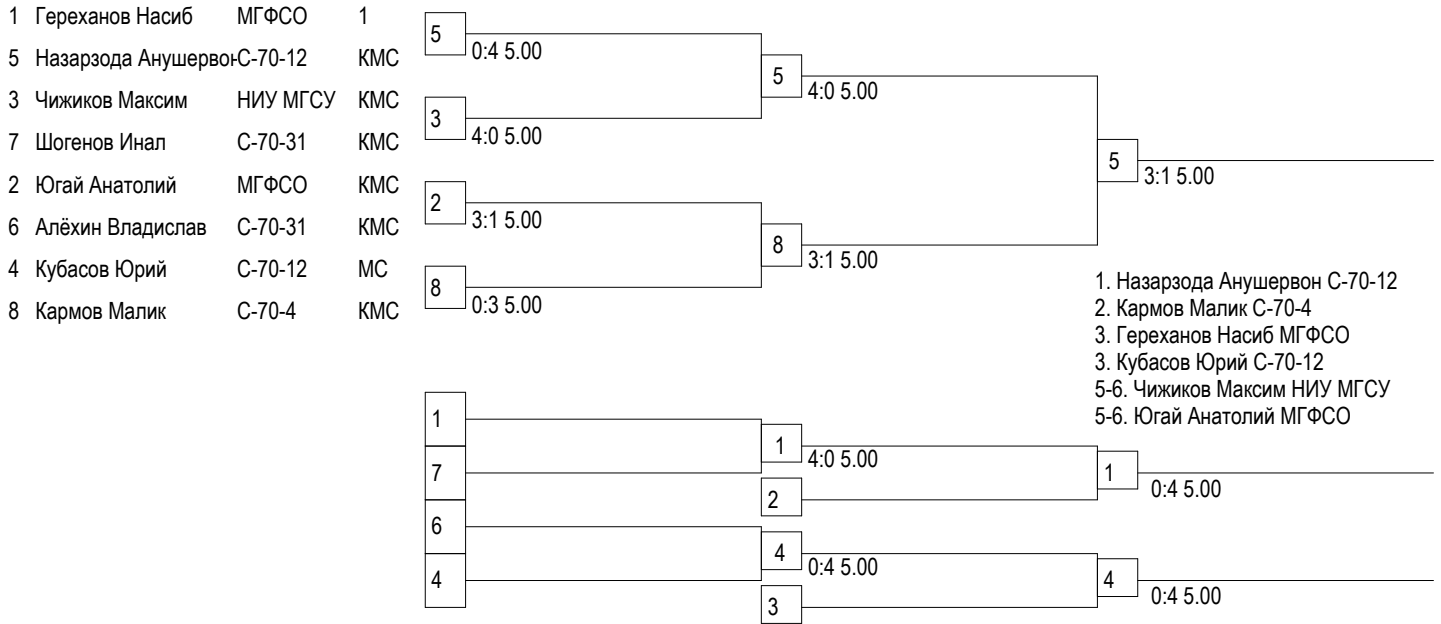 1 Гереханов Насиб МГФСО 1
5 Назарзода Анушервон С-70-12 КМС
3 Чижиков Максим НИУ МГСУ КМС
7 Шогенов Инал С-70-31 КМС
2 Югай Анатолий МГФСО КМС
6 Алёхин Владислав С-70-31 КМС
4 Кубасов Юрий С-70-12 МС
8 Кармов Малик С-70-4 КМС
5
0:4 5.00
3
4:0 5.00
2
3:1 5.00
8
0:3 5.00
5
4:0 5.00
8
3:1 5.00
5
3:1 5.00
1. Назарзода Анушервон С-70-12
2. Кармов Малик С-70-4
3. Гереханов Насиб МГФСО
3. Кубасов Юрий С-70-12
5-6. Чижиков Максим НИУ МГСУ
5-6. Югай Анатолий МГФСО
1
7
6
4
1
4:0 5.00
2
4
0:4 5.00
3
1
0:4 5.00
4
0:4 5.00